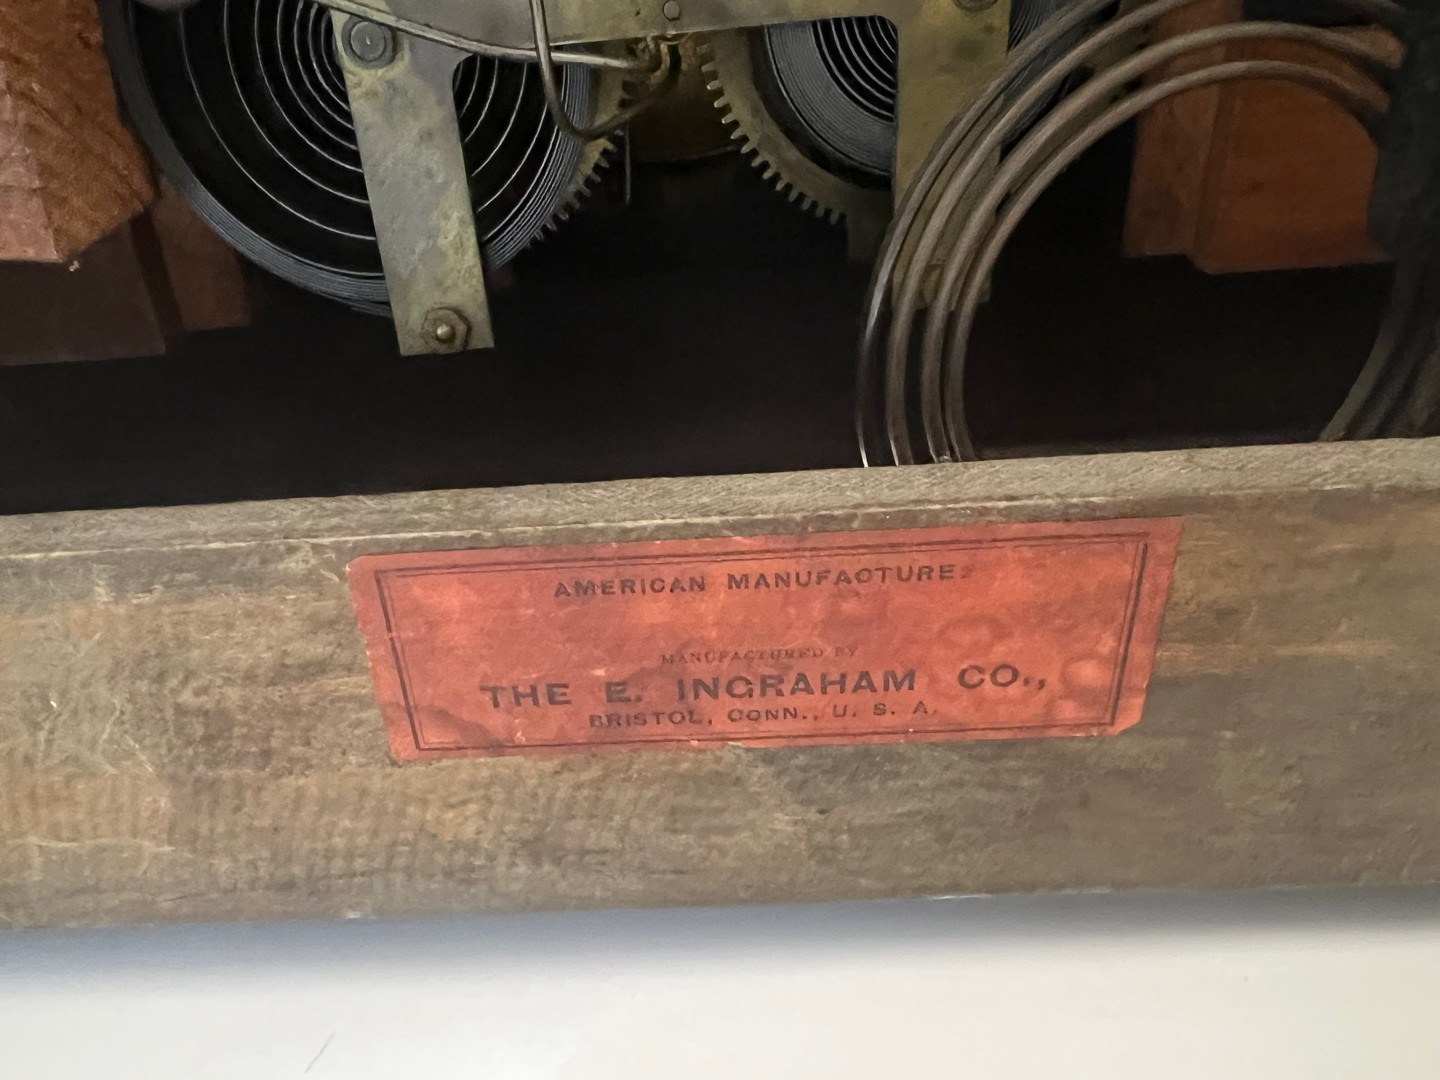 AMERICAN MANUFACTURE.
MANUFACTURED BY
THE E. INGRAHAM CO.,
BRISTOL, CONN., U. S. A.